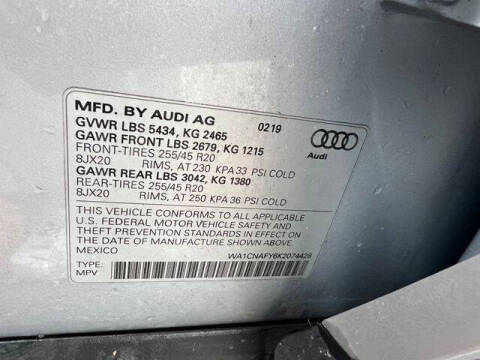 MFD. BY AUDI AG 0219
GVWR LBS 5434, KG 2465
GAWR FRONT LBS 2679, KG 1215
FRONT-TIRES 255/45 R20
8JX20 RIMS, AT 230 KPA 33 PSI COLD
GAWR REAR LBS 3042, KG 1380
REAR-TIRES 255/45 R20
8JX20 RIMS, AT 250 KPA 36 PSI COLD
Audi
THIS VEHICLE CONFORMS TO ALL APPLICABLE
U.S. FEDERAL MOTOR VEHICLE SAFETY AND
THEFT PREVENTION STANDARDS IN EFFECT ON
THE DATE OF MANUFACTURE SHOWN ABOVE
MEXICO
WA1CNAFY6K2074428
TYPE:
MPV